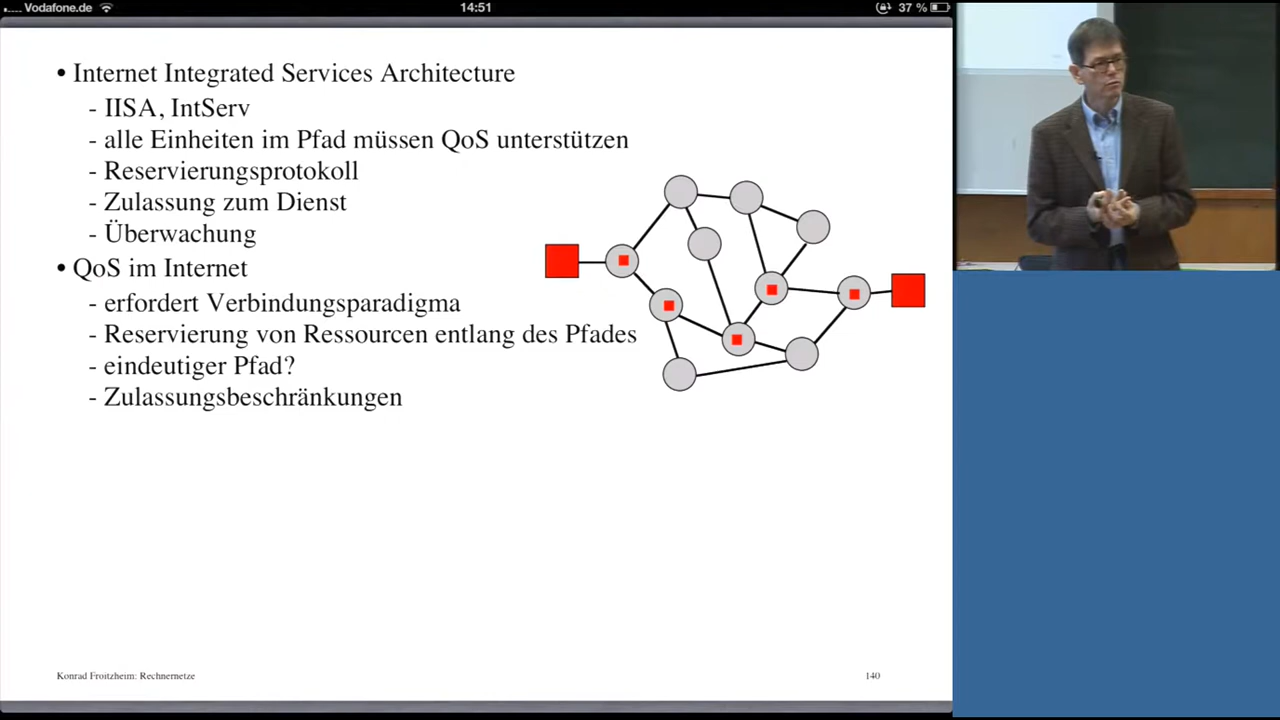 ..... Vodafone.de
14:51
37 %
• Internet Integrated Services Architecture
- IISA, IntServ
- alle Einheiten im Pfad müssen QoS unterstützen
- Reservierungsprotokoll
- Zulassung zum Dienst
- Überwachung
• QoS im Internet
- erfordert Verbindungsparadigma
- Reservierung von Ressourcen entlang des Pfades
- eindeutiger Pfad?
- Zulassungsbeschränkungen
Konrad Froitzheim: Rechnernetze
140